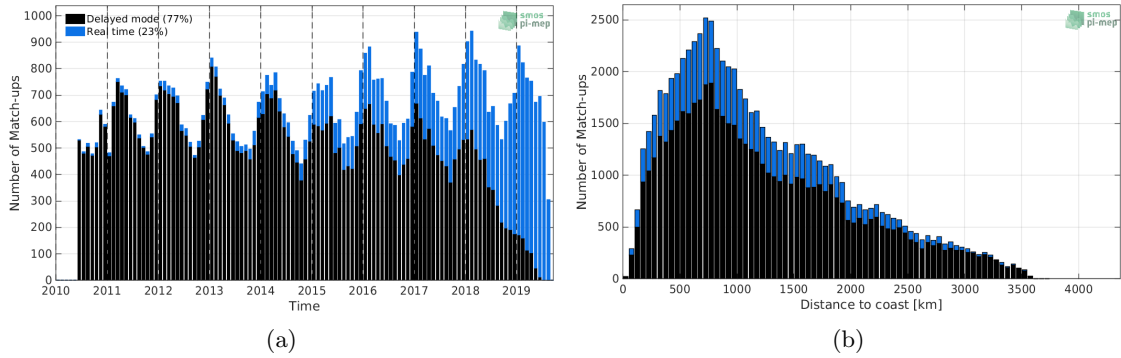 smos
pi-mep
Delayed mode (77%)
Real time (23%)
Number of Match-ups
1000
900
800
700
600
500
400
300
200
100
0
2010 2011 2012 2013 2014 2015 2016 2017 2018 2019
Time
(a)
smos
pi-mep
Number of Match-ups
2500
2000
1500
1000
500
0
0 500 1000 1500 2000 2500 3000 3500 4000
Distance to coast [km]
(b)